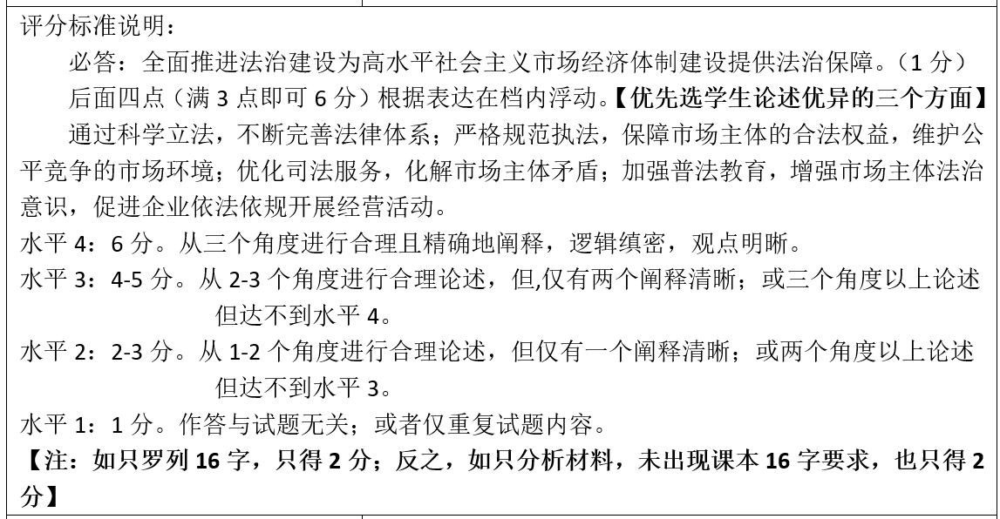 评分标准说明：
必答：全面推进法治建设为高水平社会主义市场经济体制建设提供法治保障。（1 分）
后面四点（满 3 点即可 6 分）根据表达在档内浮动。【优先选学生论述优异的三个方面】
通过科学立法，不断完善法律体系；严格规范执法，保障市场主体的合法权益，维护公
平竞争的市场环境；优化司法服务，化解市场主体矛盾；加强普法教育，增强市场主体法治
意识，促进企业依法依规开展经营活动。
水平 4：6 分。从三个角度进行合理且精确地阐释，逻辑缜密，观点明晰。
水平 3：4-5 分。从 2-3 个角度进行合理论述，但,仅有两个阐释清晰；或三个角度以上论述
但达不到水平 4。
水平 2：2-3 分。从 1-2 个角度进行合理论述，但仅有一个阐释清晰；或两个角度以上论述
但达不到水平 3。
水平 1：1 分。作答与试题无关；或者仅重复试题内容。
【注：如只罗列 16 字，只得 2 分；反之，如只分析材料，未出现课本 16 字要求，也只得 2
分】